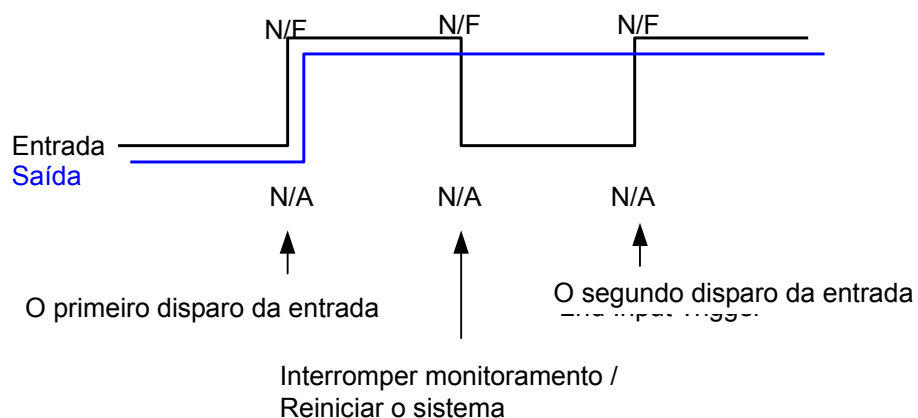 N/F N/F N/F
Entrada
Saída
N/A N/A N/A
O primeiro disparo da entrada
O segundo disparo da entrada
Interromper monitoramento /
Reiniciar o sistema